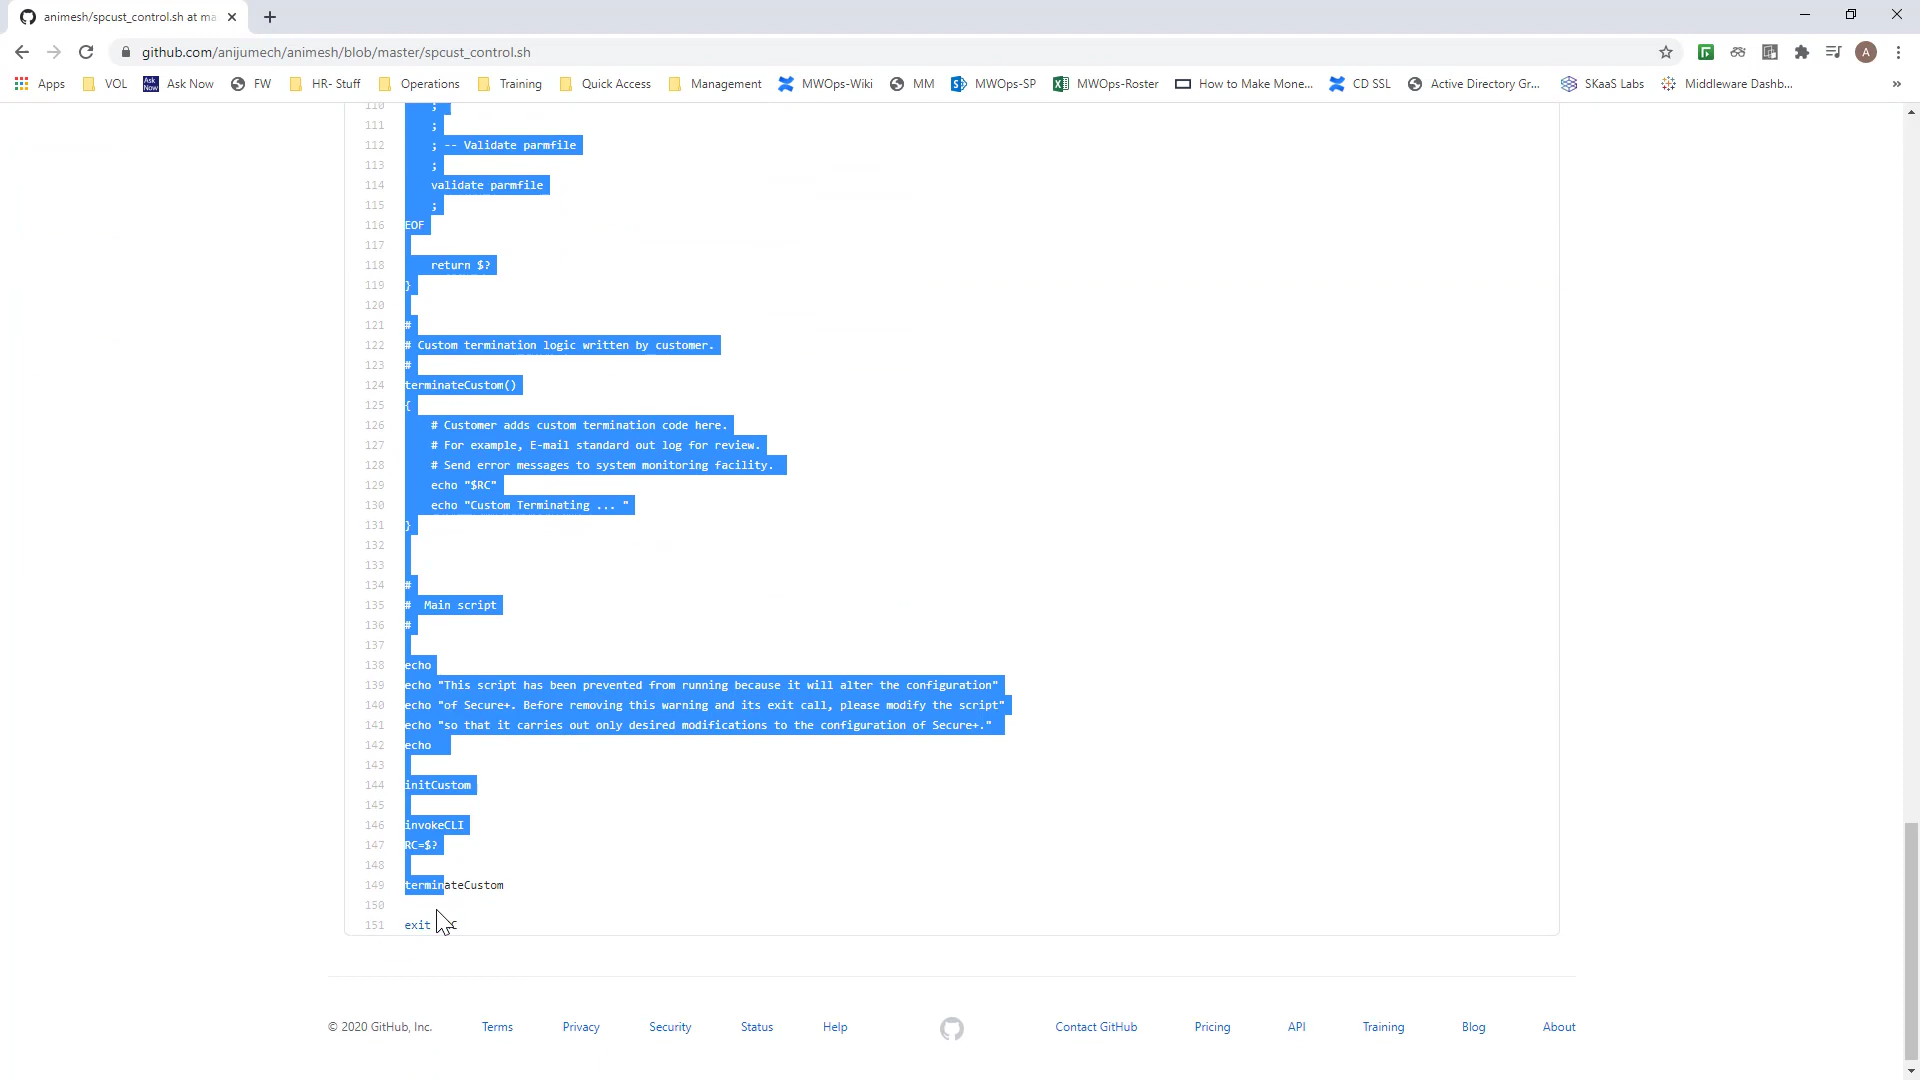 animesh/spcust_control.sh at ma
github.com/anijumech/animesh/blob/master/spcust_control.sh
A
Apps VOL Ask Now Ask Now FW HR- Stuff Operations Training Quick Access Management MWOps-Wiki MM MWOps-SP MWOps-Roster How to Make Mone... CD SSL Active Directory Gr... SKaaS Labs Middleware Dashb... »
110 ;
111 ;
112 ; -- Validate parmfile
113 ;
114 validate parmfile
115 ;
116 EOF
117
118 return $?
119 }
120
121 #
122 # Custom termination logic written by customer.
123 #
124 terminateCustom()
125 {
126 # Customer adds custom termination code here.
127 # For example, E-mail standard out log for review.
128 # Send error messages to system monitoring facility.
129 echo "$RC"
130 echo "Custom Terminating ... "
131 }
132
133
134 #
135 # Main script
136 #
137
138 echo
139 echo "This script has been prevented from running because it will alter the configuration"
140 echo "of Secure+. Before removing this warning and its exit call, please modify the script"
141 echo "so that it carries out only desired modifications to the configuration of Secure+."
142 echo
143
144 initCustom
145
146 invokeCLI
147 RC=$?
148
149 terminateCustom
150
151 exit
© 2020 GitHub, Inc. Terms Privacy Security Status Help Contact GitHub Pricing API Training Blog About